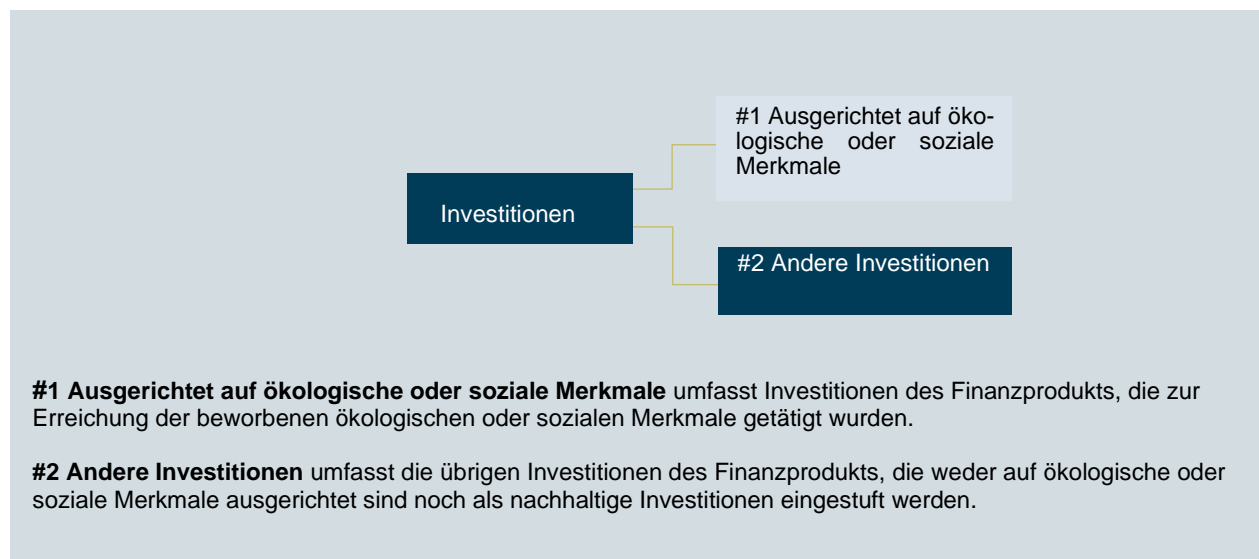 #1 Ausgerichtet auf öko-
logische oder soziale
Merkmale
Investitionen
#2 Andere Investitionen
#1 Ausgerichtet auf ökologische oder soziale Merkmale umfasst Investitionen des Finanzprodukts, die zur
Erreichung der beworbenen ökologischen oder sozialen Merkmale getätigt wurden.
#2 Andere Investitionen umfasst die übrigen Investitionen des Finanzprodukts, die weder auf ökologische oder
soziale Merkmale ausgerichtet sind noch als nachhaltige Investitionen eingestuft werden.